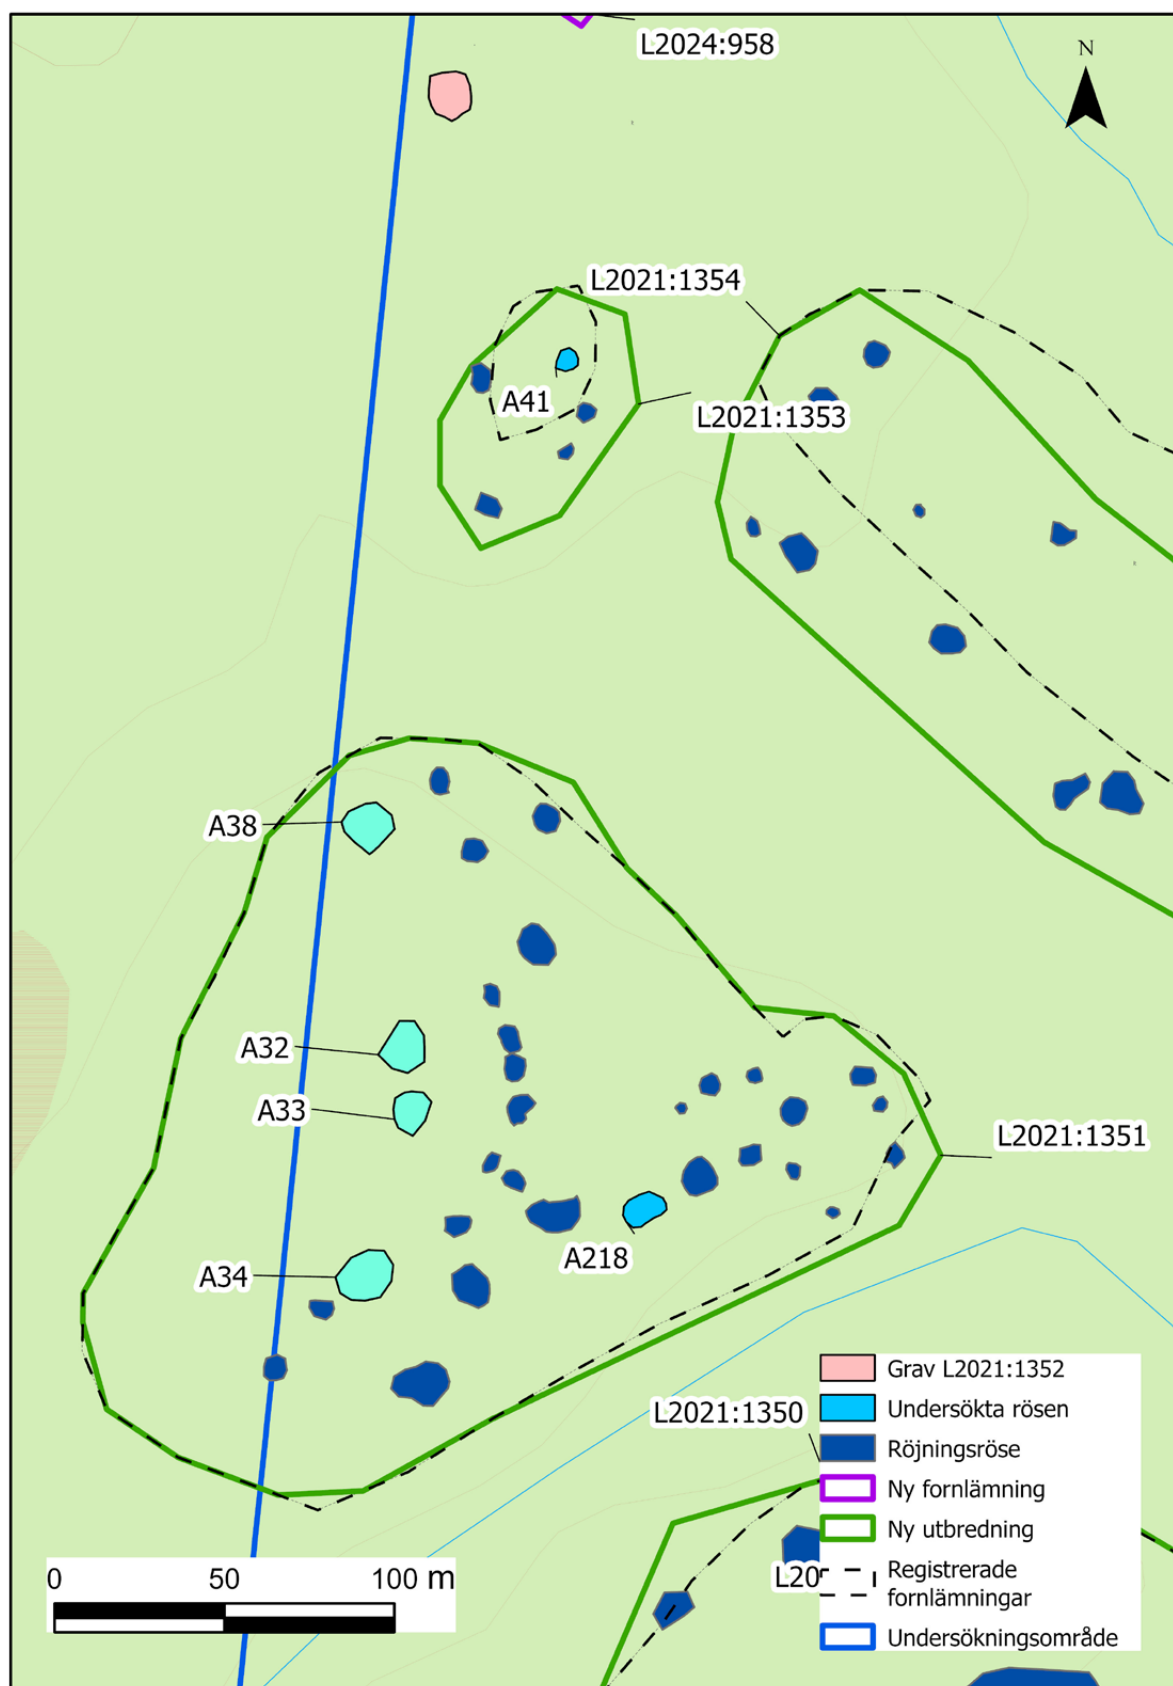 L2024:958
N
L2021:1354
A41
L2021:1353
A38
A32
A33
L2021:1351
A218
A34
L2021:1350
Grav L2021:1352
Undersökta rösen
Röjningsröse
Ny fornlämning
Ny utbredning
Registrerade
fornlämningar
Undersökningsområde
0 50 100 m
L20